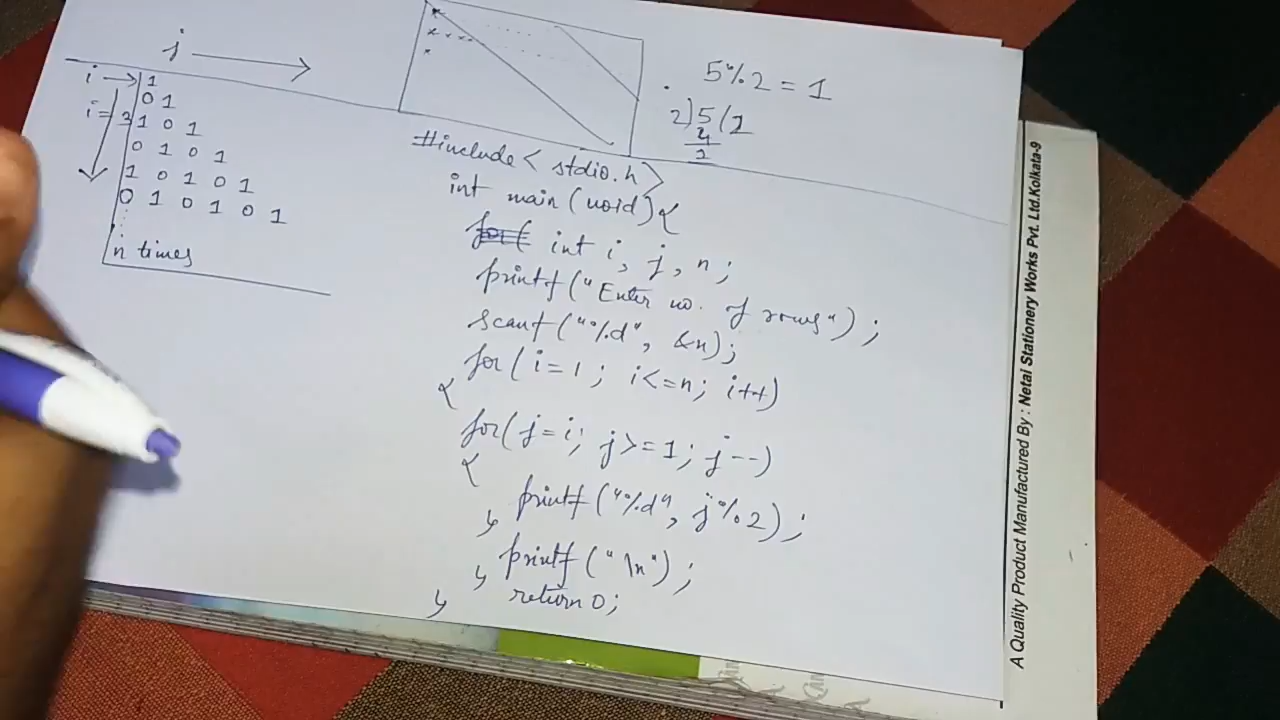 j
i → 1
0 1
i = 3 1 0 1
0 1 0 1
1 0 1 0 1
0 1 0 1 0 1
n times
5%2 = 1
2) 5 (2
4
1
#include < stdio.h >
int main (void) {
int i, j, n ;
printf ("Enter no. of rows") ;
scanf ("%d", &n);
for ( i = 1 ; i <= n; i++)
{
for( j = i; j >= 1; j--)
{
printf ("%d", j%2) ;
}
printf (" \n") ;
}
return 0;
}
A Quality Product Manufactured By : Netal Stationery Works Pvt. Ltd.Kolkata-9